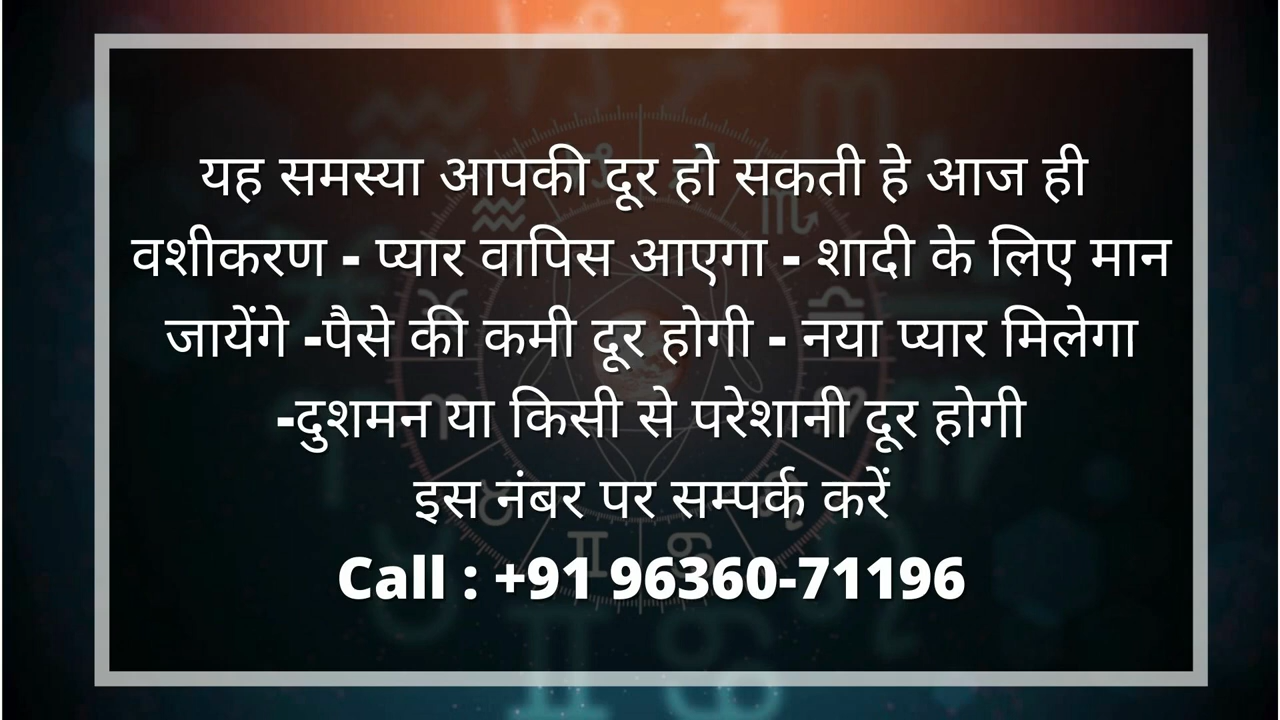 यह समस्या आपकी दूर हो सकती हे आज ही
वशीकरण - प्यार वापिस आएगा - शादी के लिए मान
जायेंगे -पैसे की कमी दूर होगी - नया प्यार मिलेगा
-दुशमन या किसी से परेशानी दूर होगी
इस नंबर पर सम्पर्क करें
Call : +91 96360-71196